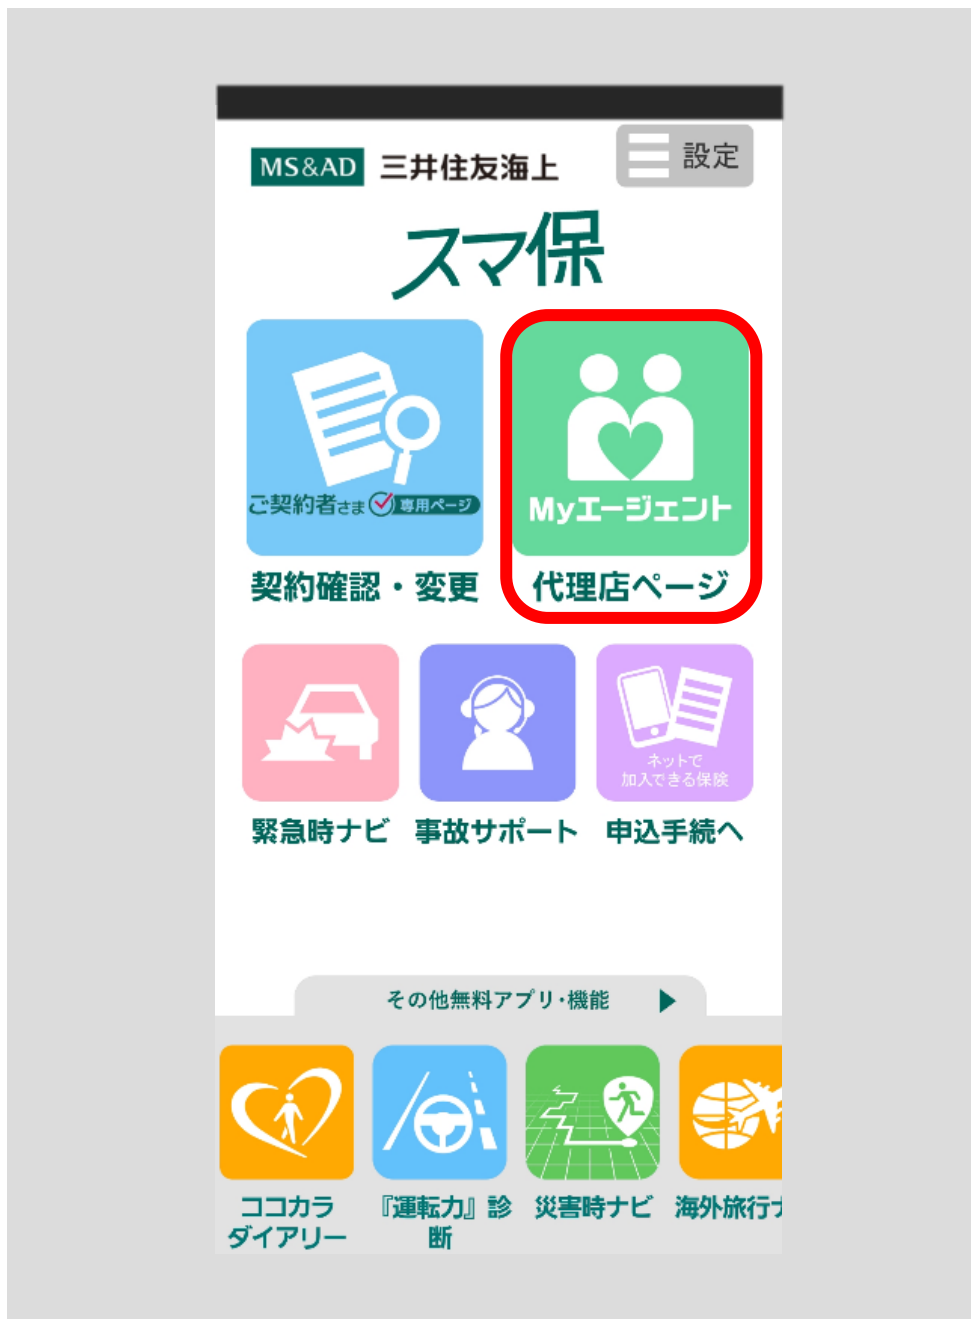 MS&AD 三井住友海上
設定
スマ保
ご契約者さま 専用ページ
契約確認・変更
Myエージェント
代理店ページ
緊急時ナビ
事故サポート
ネットで
加入できる保険
申込手続へ
その他無料アプリ・機能
ココカラ
ダイアリー
『運転力』診
断
災害時ナビ
海外旅行ナ